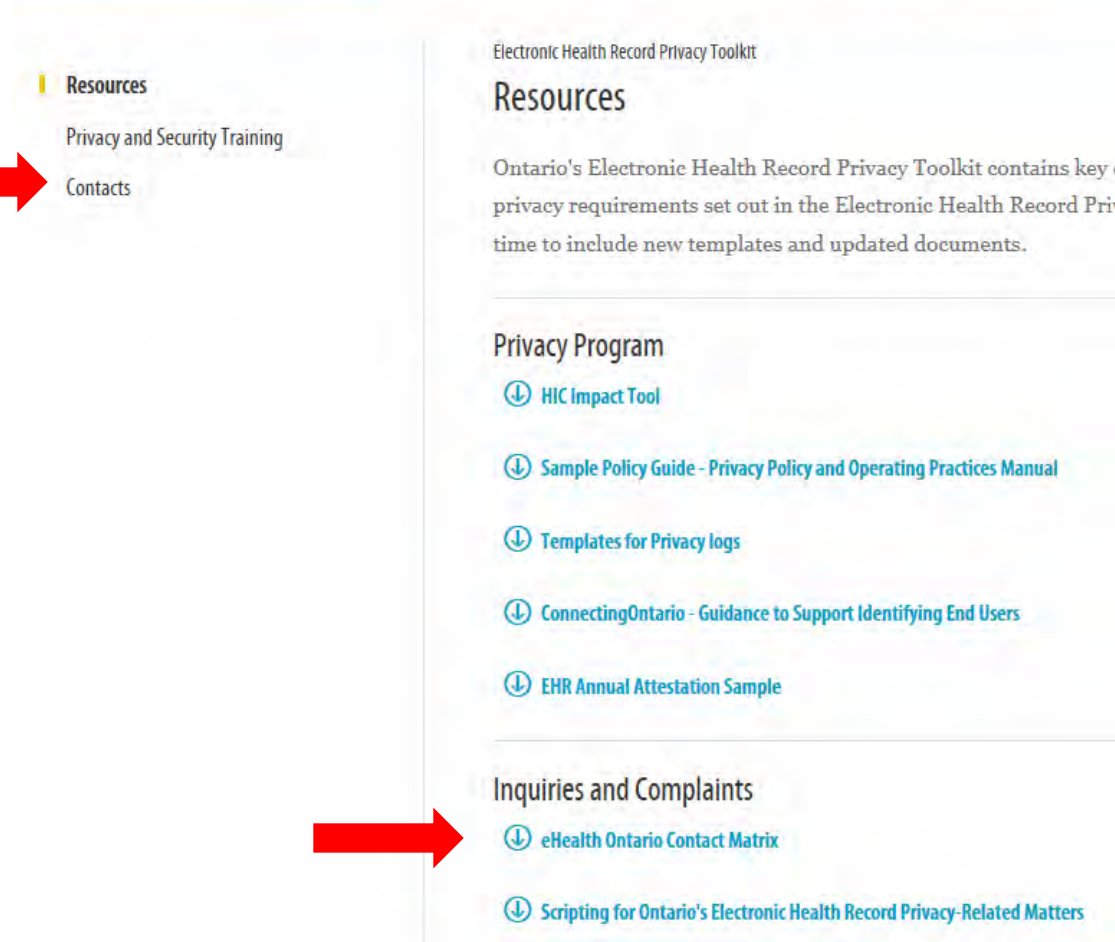 Resources
Privacy and Security Training
Contacts
Electronic Health Record Privacy Toolkit
Resources
Ontario's Electronic Health Record Privacy Toolkit contains key
privacy requirements set out in the Electronic Health Record
time to include new templates and updated documents.
Privacy Program
HIC Impact Tool
Sample Policy Guide - Privacy Policy and Operating Practices Manual
Templates for Privacy logs
ConnectingOntario - Guidance to Support Identifying End Users
EHR Annual Attestation Sample
Inquiries and Complaints
eHealth Ontario Contact Matrix
Scripting for Ontario's Electronic Health Record Privacy-Related Matters